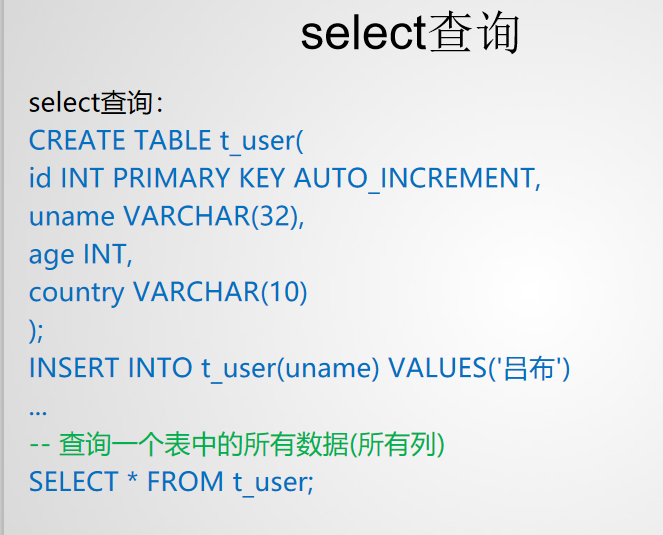 select查询
select查询：
CREATE TABLE t_user(
id INT PRIMARY KEY AUTO_INCREMENT,
uname VARCHAR(32),
age INT,
country VARCHAR(10)
);
INSERT INTO t_user(uname) VALUES('吕布')
...
-- 查询一个表中的所有数据(所有列)
SELECT * FROM t_user;